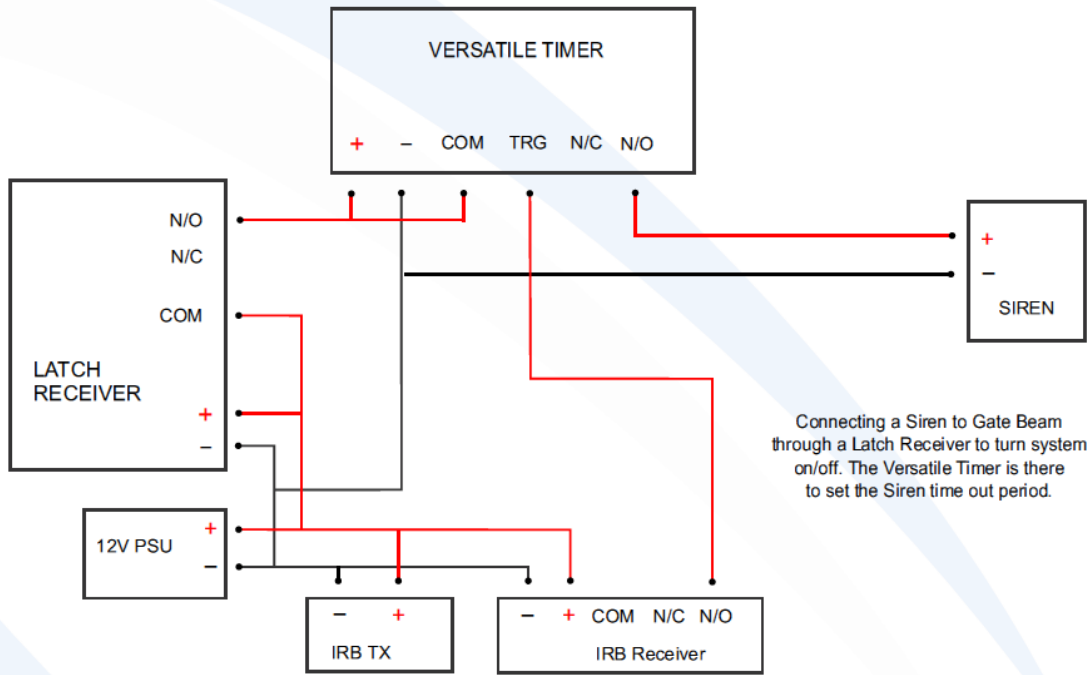 VERSATILE TIMER
+ – COM TRG N/C N/O
N/O
N/C
COM
LATCH
RECEIVER
+
–
+
–
SIREN
Connecting a Siren to Gate Beam
through a Latch Receiver to turn system
on/off. The Versatile Timer is there
to set the Siren time out period.
12V PSU
+
–
– +
IRB TX
– + COM N/C N/O
IRB Receiver